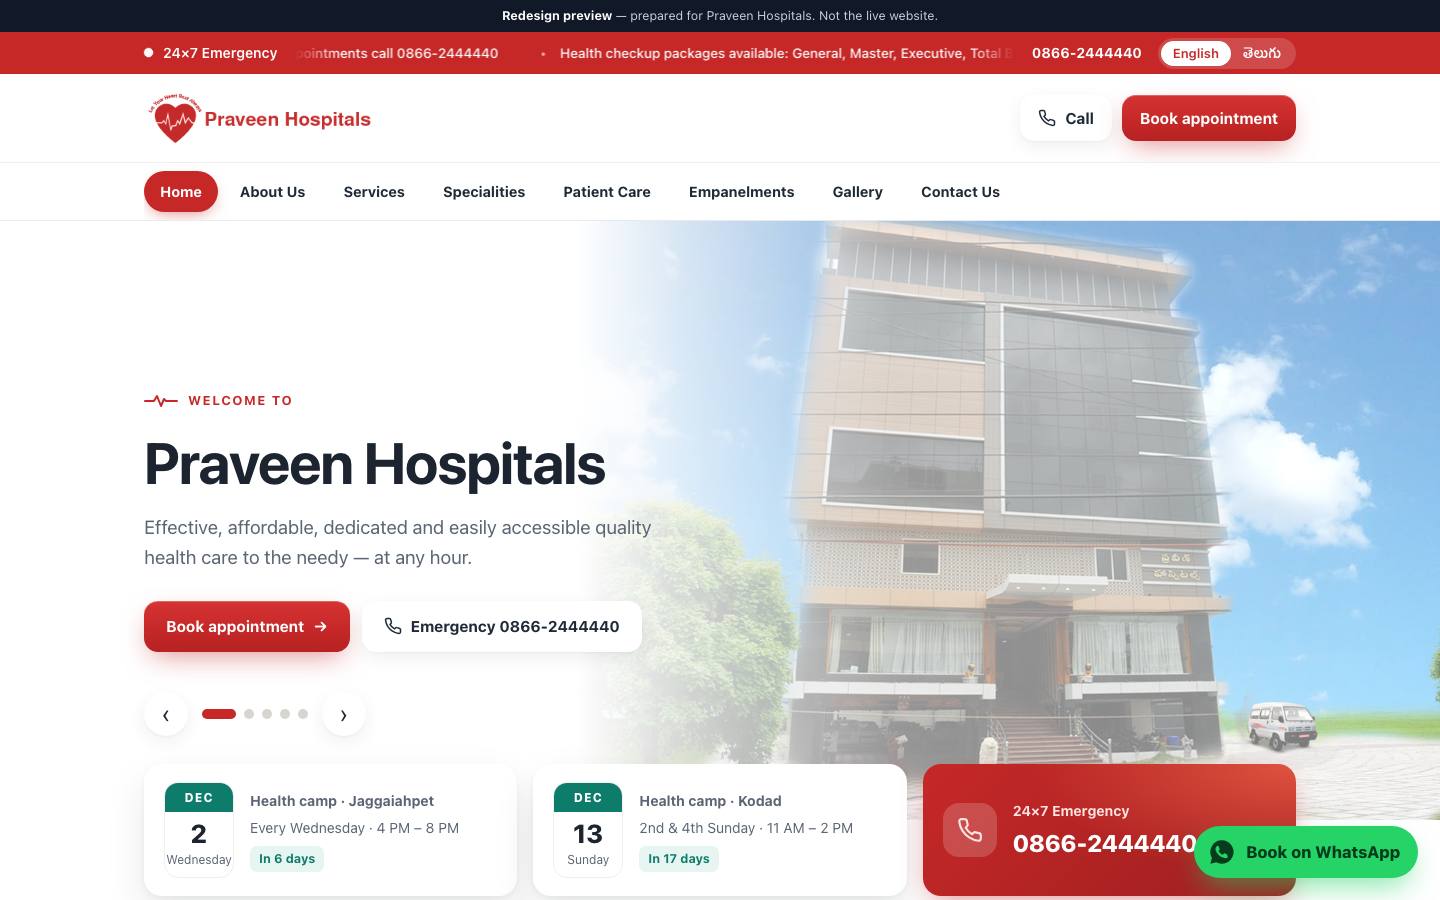 Redesign preview — prepared for Praveen Hospitals. Not the live website.
24×7 Emergency
ointments call 0866-2444440 • Health checkup packages available: General, Master, Executive, Total
0866-2444440
English తెలుగు
Praveen Hospitals
Call
Book appointment
Home About Us Services Specialities Patient Care Empanelments Gallery Contact Us
WELCOME TO
Praveen Hospitals
Effective, affordable, dedicated and easily accessible quality
health care to the needy — at any hour.
Book appointment →
Emergency 0866-2444440
ప్రవీణ్
హాస్పిటల్స్
‹ ›
DEC
2
Wednesday
Health camp · Jaggaiahpet
Every Wednesday · 4 PM – 8 PM
In 6 days
DEC
13
Sunday
Health camp · Kodad
2nd & 4th Sunday · 11 AM – 2 PM
In 17 days
24×7 Emergency
0866-2444440
Book on WhatsApp